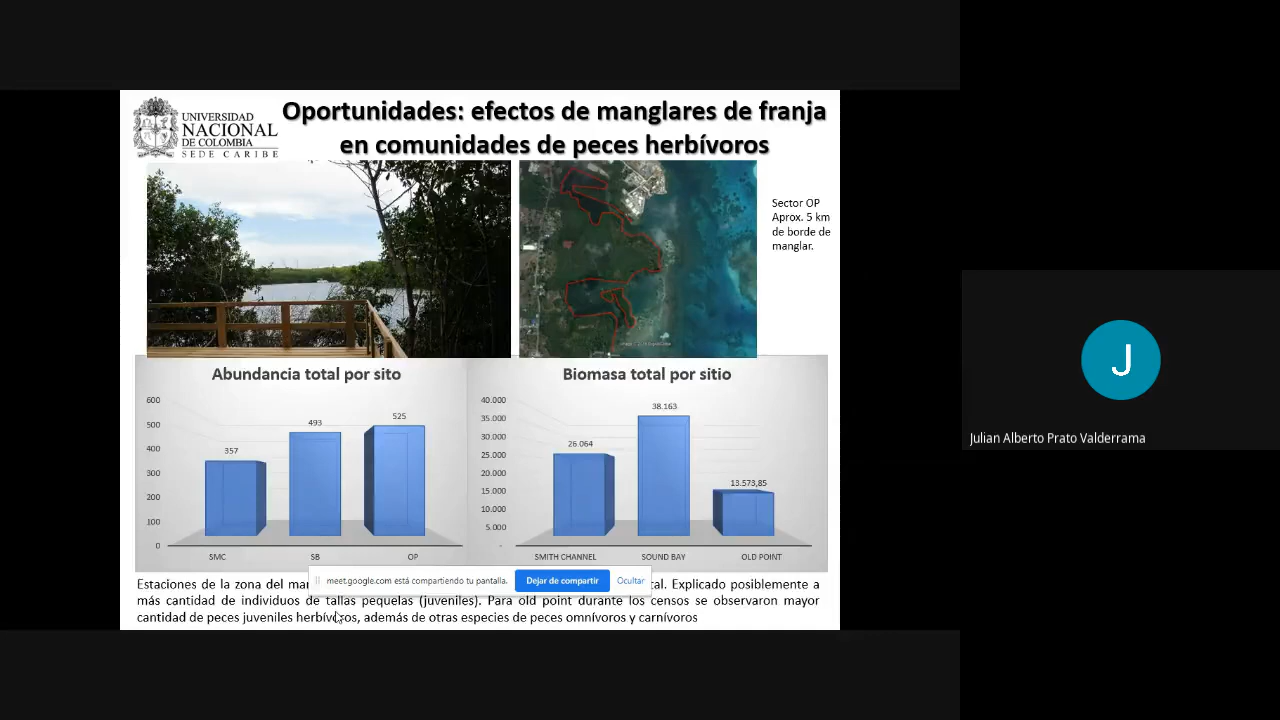 UNIVERSIDAD
NACIONAL
DE COLOMBIA
SEDE CARIBE
Oportunidades: efectos de manglares de franja
en comunidades de peces herbívoros
Sector OP
Aprox. 5 km
de borde de
manglar.
Abundancia total por sito
600
500
400
300
200
100
0
357
493
525
SMC
SB
OP
Biomasa total por sitio
40.000
35.000
30.000
25.000
20.000
15.000
10.000
5.000
-
26.064
38.163
13.573,85
SMITH CHANNEL
SOUND BAY
OLD POINT
Estaciones de la zona del mar tal. Explicado posiblemente a
más cantidad de individuos de tallas pequelas (juveniles). Para old point durante los censos se observaron mayor
cantidad de peces juveniles herbívoros, además de otras especies de peces omnívoros y carnívoros
meet.google.com está compartiendo tu pantalla.
Dejar de compartir
Ocultar
J
Julian Alberto Prato Valderrama